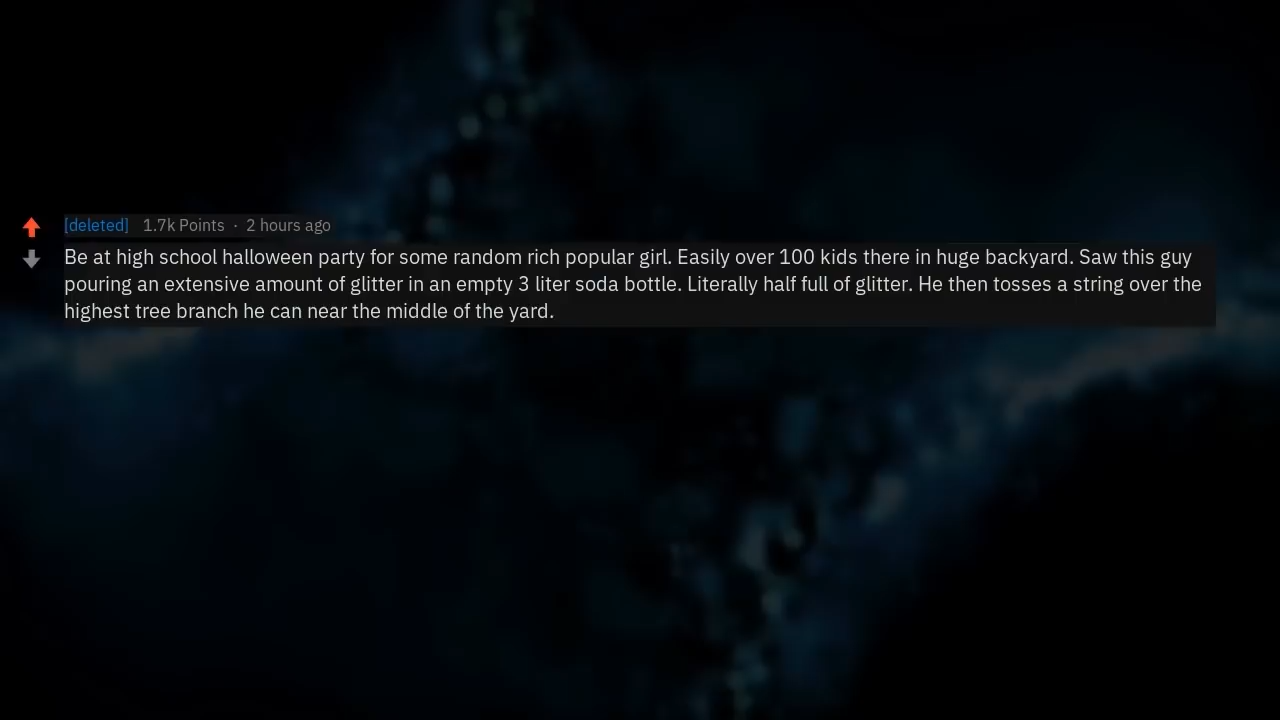 [deleted] 1.7k Points · 2 hours ago
Be at high school halloween party for some random rich popular girl. Easily over 100 kids there in huge backyard. Saw this guy
pouring an extensive amount of glitter in an empty 3 liter soda bottle. Literally half full of glitter. He then tosses a string over the
highest tree branch he can near the middle of the yard.